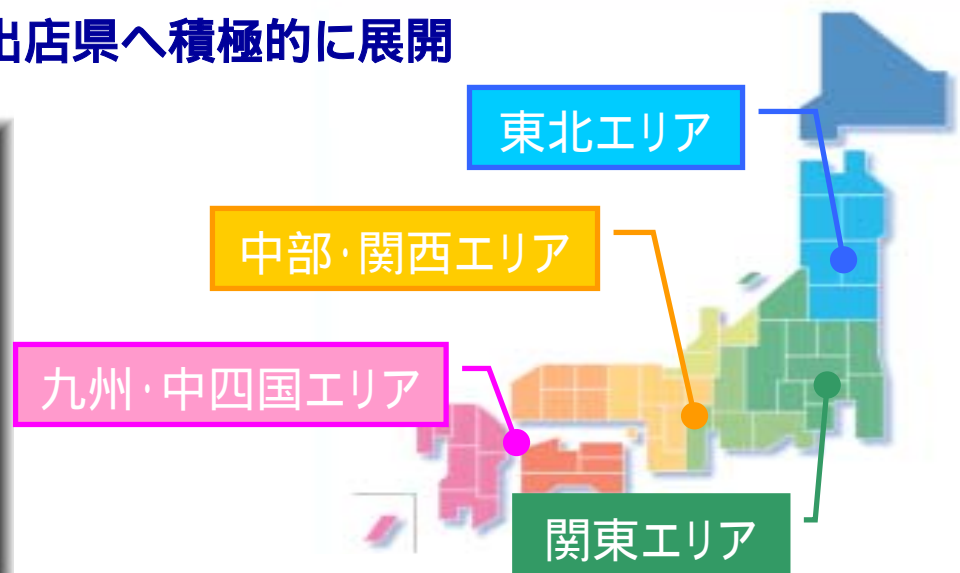 出店県へ積極的に展開
東北エリア
中部・関西エリア
九州・中四国エリア
関東エリア